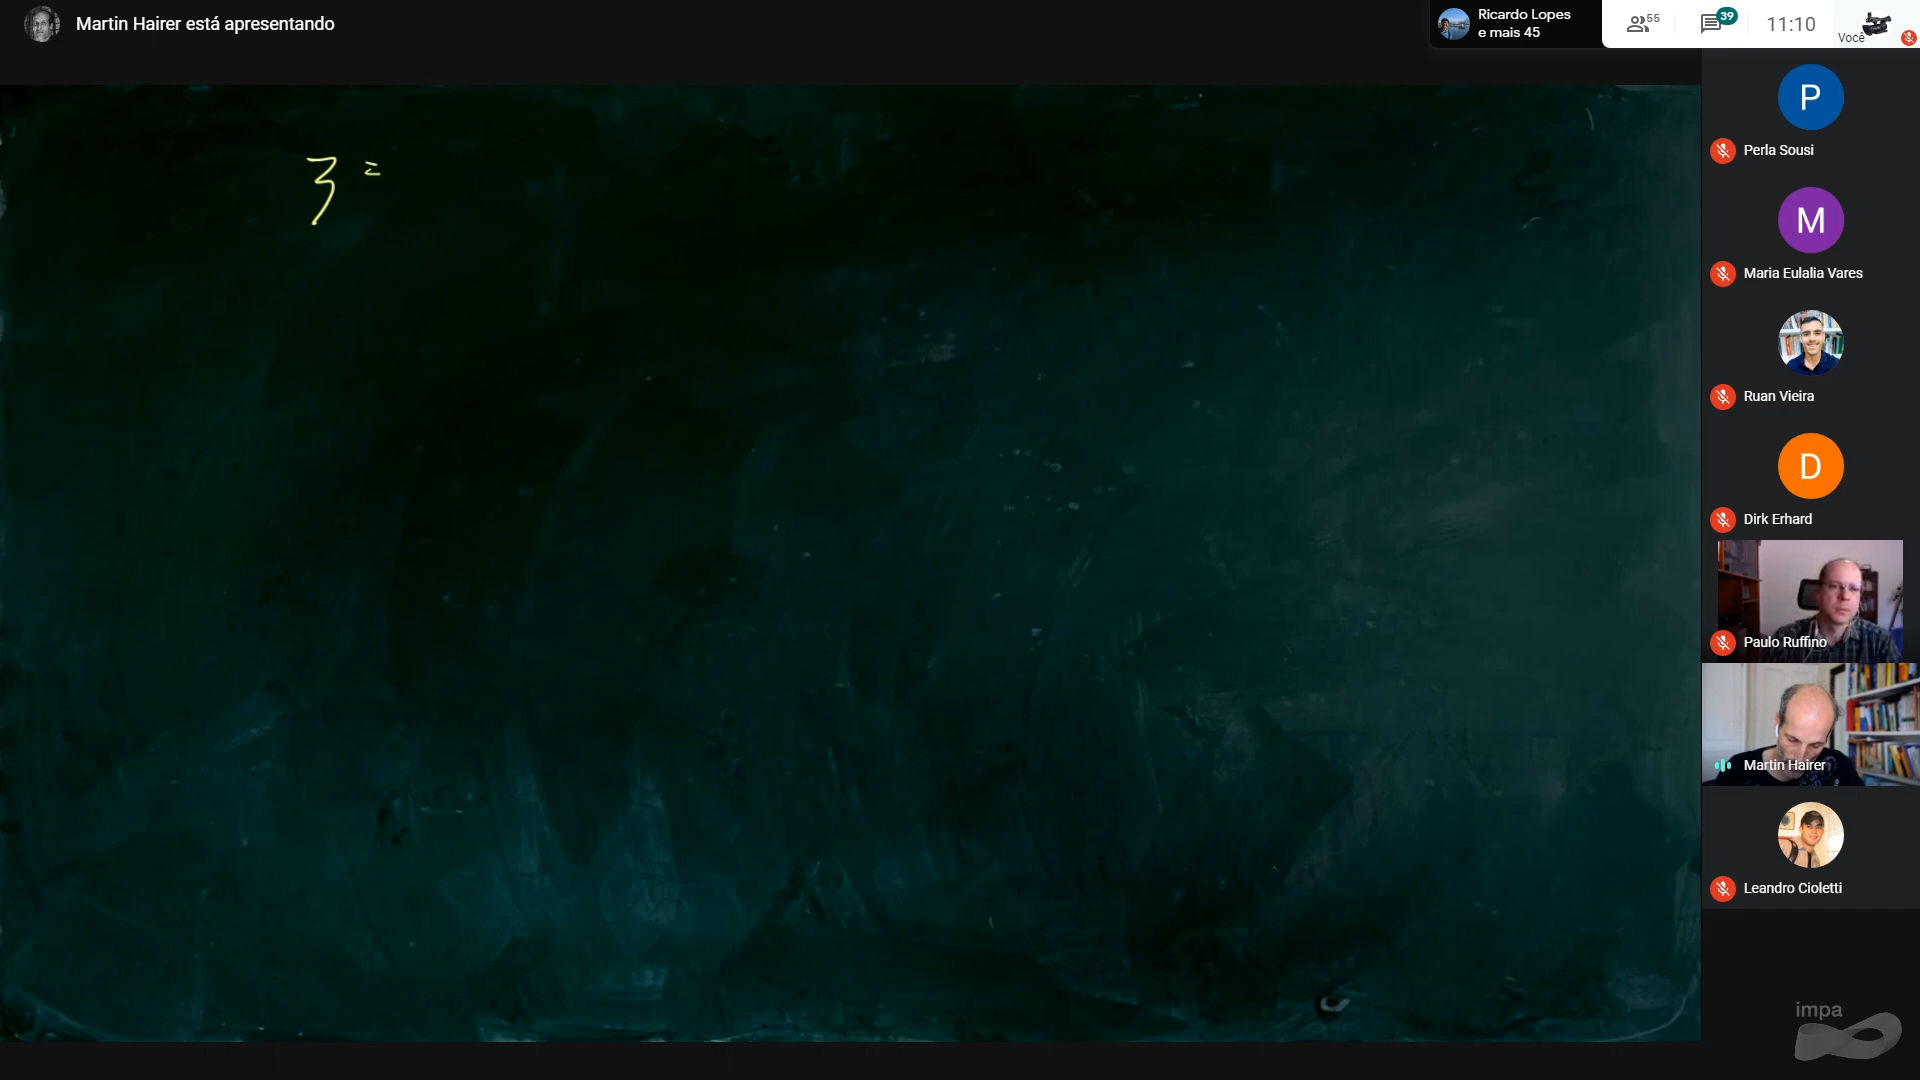 Martin Hairer está apresentando
Ricardo Lopes
e mais 45
55
39
11:10
Você
P
Perla Sousi
M
Maria Eulalia Vares
Ruan Vieira
D
Dirk Erhard
Paulo Ruffino
Martin Hairer
Leandro Cioletti
impa
3 =